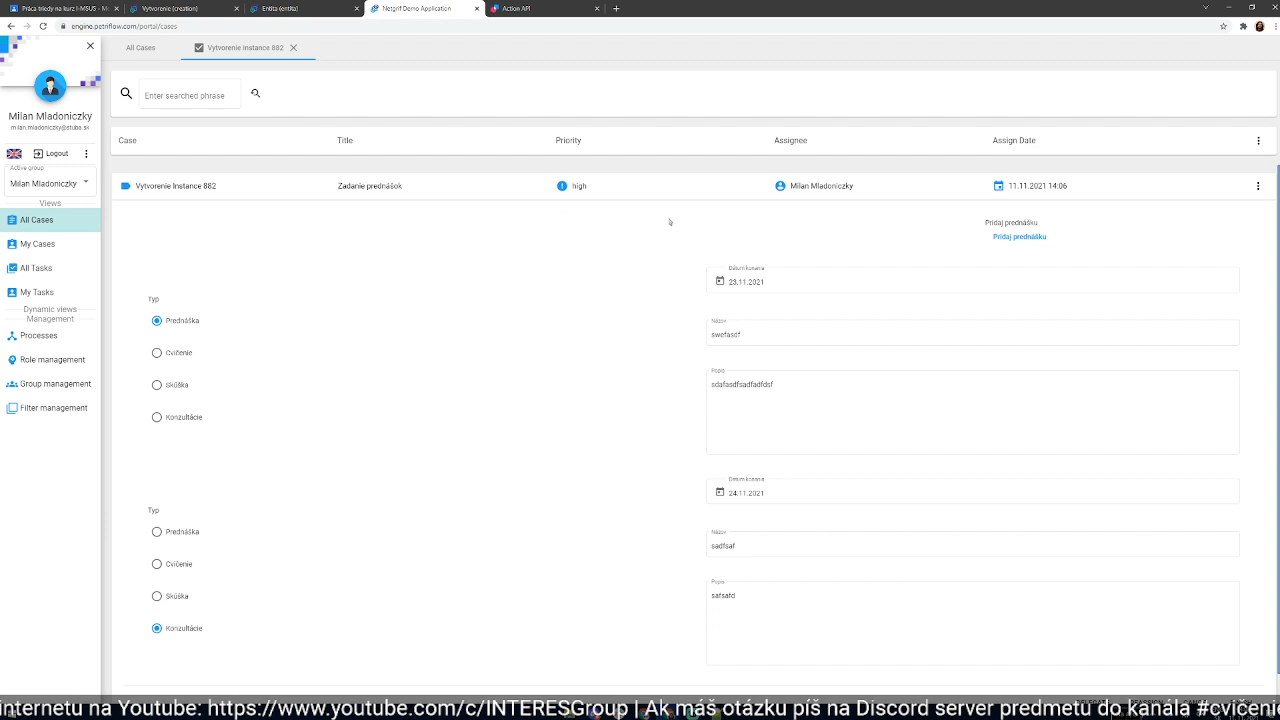 Práca triedy na kurz I-MSUS - M
Vytvorenie (creation)
Entita (entita)
Netgrif Demo Application
Action API
engine.petriflow.com/portal/cases
All Cases
Vytvorenie Instance 882
Enter searched phrase
Milan Mladoniczky
milan.mladoniczky@stuba.sk
Logout
Active group
Milan Mladoniczky
Views
All Cases
My Cases
All Tasks
My Tasks
Dynamic views
Management
Processes
Role management
Group management
Filter management
Case Title Priority Assignee Assign Date
Vytvorenie Instance 882 Zadanie prednášok high Milan Mladoniczky 11.11.2021 14:06
Pridaj prednášku
Pridaj prednášku
Dátum konania
23.11.2021
Typ
Prednáška
Cvičenie
Skúška
Konzultácie
Názov
swefasdf
Popis
sdafasdfsadfadfdsf
Dátum konania
24.11.2021
Typ
Prednáška
Cvičenie
Skúška
Konzultácie
Názov
sadfsaf
Popis
safsafd
internetu na Youtube: https://www.youtube.com/c/INTERESGroup | Ak máš otázku píš na Discord server predmetu do kanála #cvičen